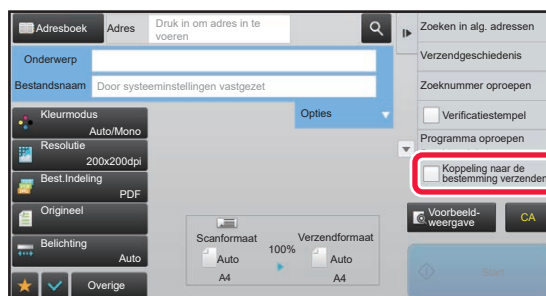 Adresboek
Adres
Druk in om adres in te
voeren
Onderwerp
Bestandsnaam
Door systeeminstellingen vastgezet
Opties
Kleurmodus
Auto/Mono
Resolutie
200x200dpi
Best.Indeling
PDF
Origineel
Belichting
Auto
Overige
Scanformaat
Auto
A4
100%
Verzendformaat
Auto
A4
Zoeken in alg. adressen
Verzendgeschiedenis
Zoeknummer oproepen
Verificatiestempel
Programma oproepen
Koppeling naar de
bestemming verzenden
Voorbeeld-
weergave
CA
Start